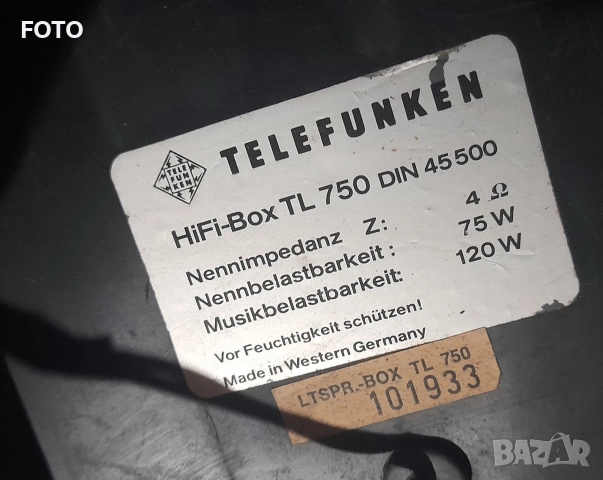 FOTO
TELE
FUN
KEN
TELEFUNKEN
HiFi-Box TL 750 DIN 45 500
Nennimpedanz Z: 4 Ω
Nennbelastbarkeit: 75 W
Musikbelastbarkeit: 120 W
Vor Feuchtigkeit schützen!
Made in Western Germany
LTSPR.-BOX TL 750
101933
BAZAR